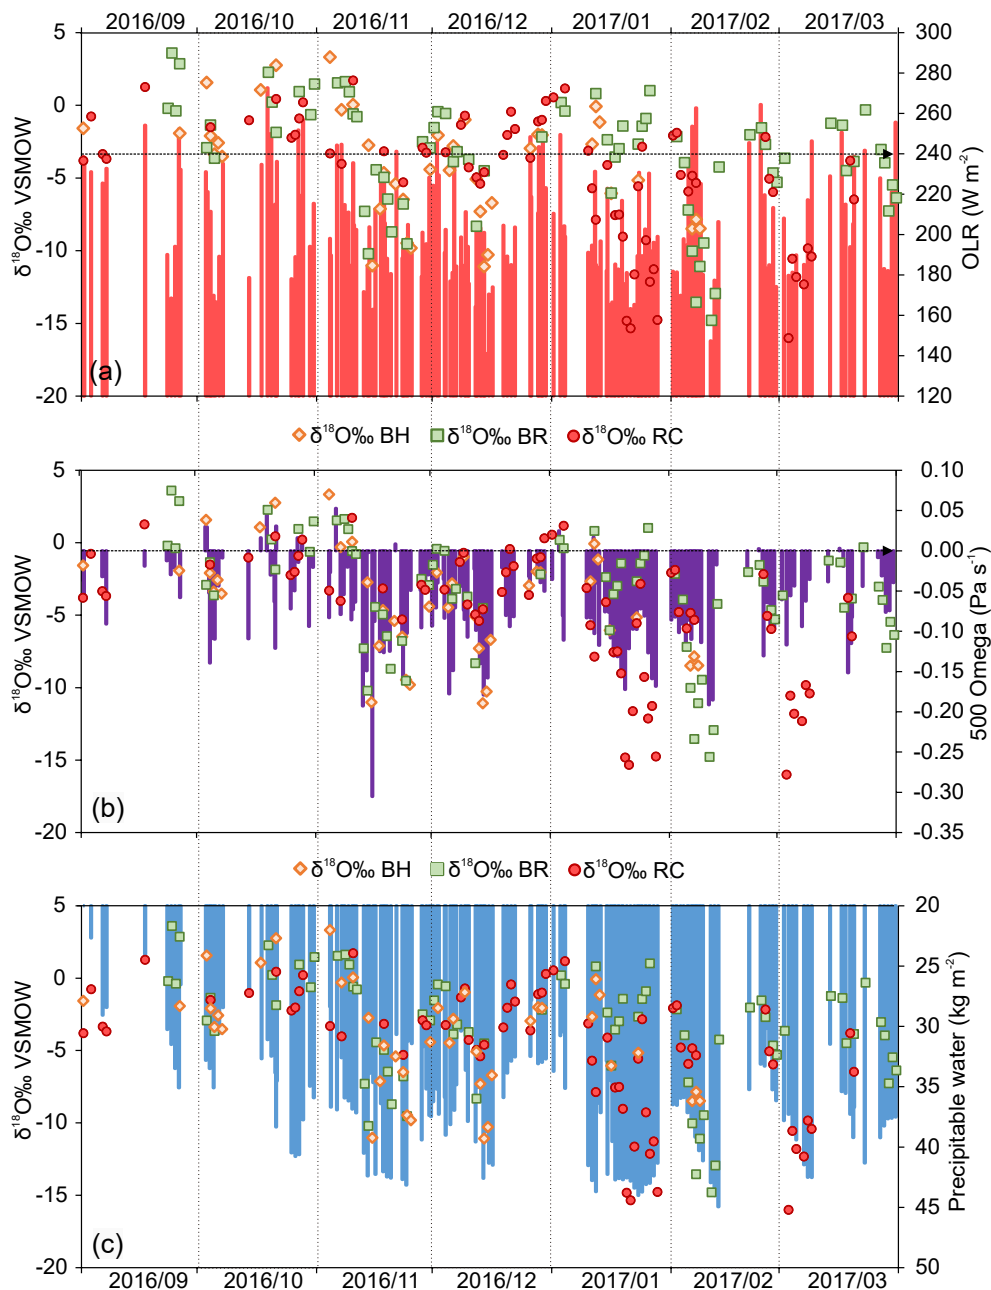 2016/09 2016/10 2016/11 2016/12 2017/01 2017/02 2017/03
5 300
280
0 260
240
-5 220
200
-10 180
160
-15 140
-20 120
δ¹⁸O‰ VSMOW
OLR (W m⁻²)
(a)
δ¹⁸O‰ BH δ¹⁸O‰ BR δ¹⁸O‰ RC
5 0.10
0.05
0 0.00
-0.05
-5 -0.10
-0.15
-10 -0.20
-15 -0.25
-0.30
-20 -0.35
δ¹⁸O‰ VSMOW
500 Omega (Pa s⁻¹)
(b)
δ¹⁸O‰ BH δ¹⁸O‰ BR δ¹⁸O‰ RC
5 20
0 25
30
-5 35
-10 40
-15 45
-20 50
δ¹⁸O‰ VSMOW
Precipitable water (kg m⁻²)
(c)
2016/09 2016/10 2016/11 2016/12 2017/01 2017/02 2017/03